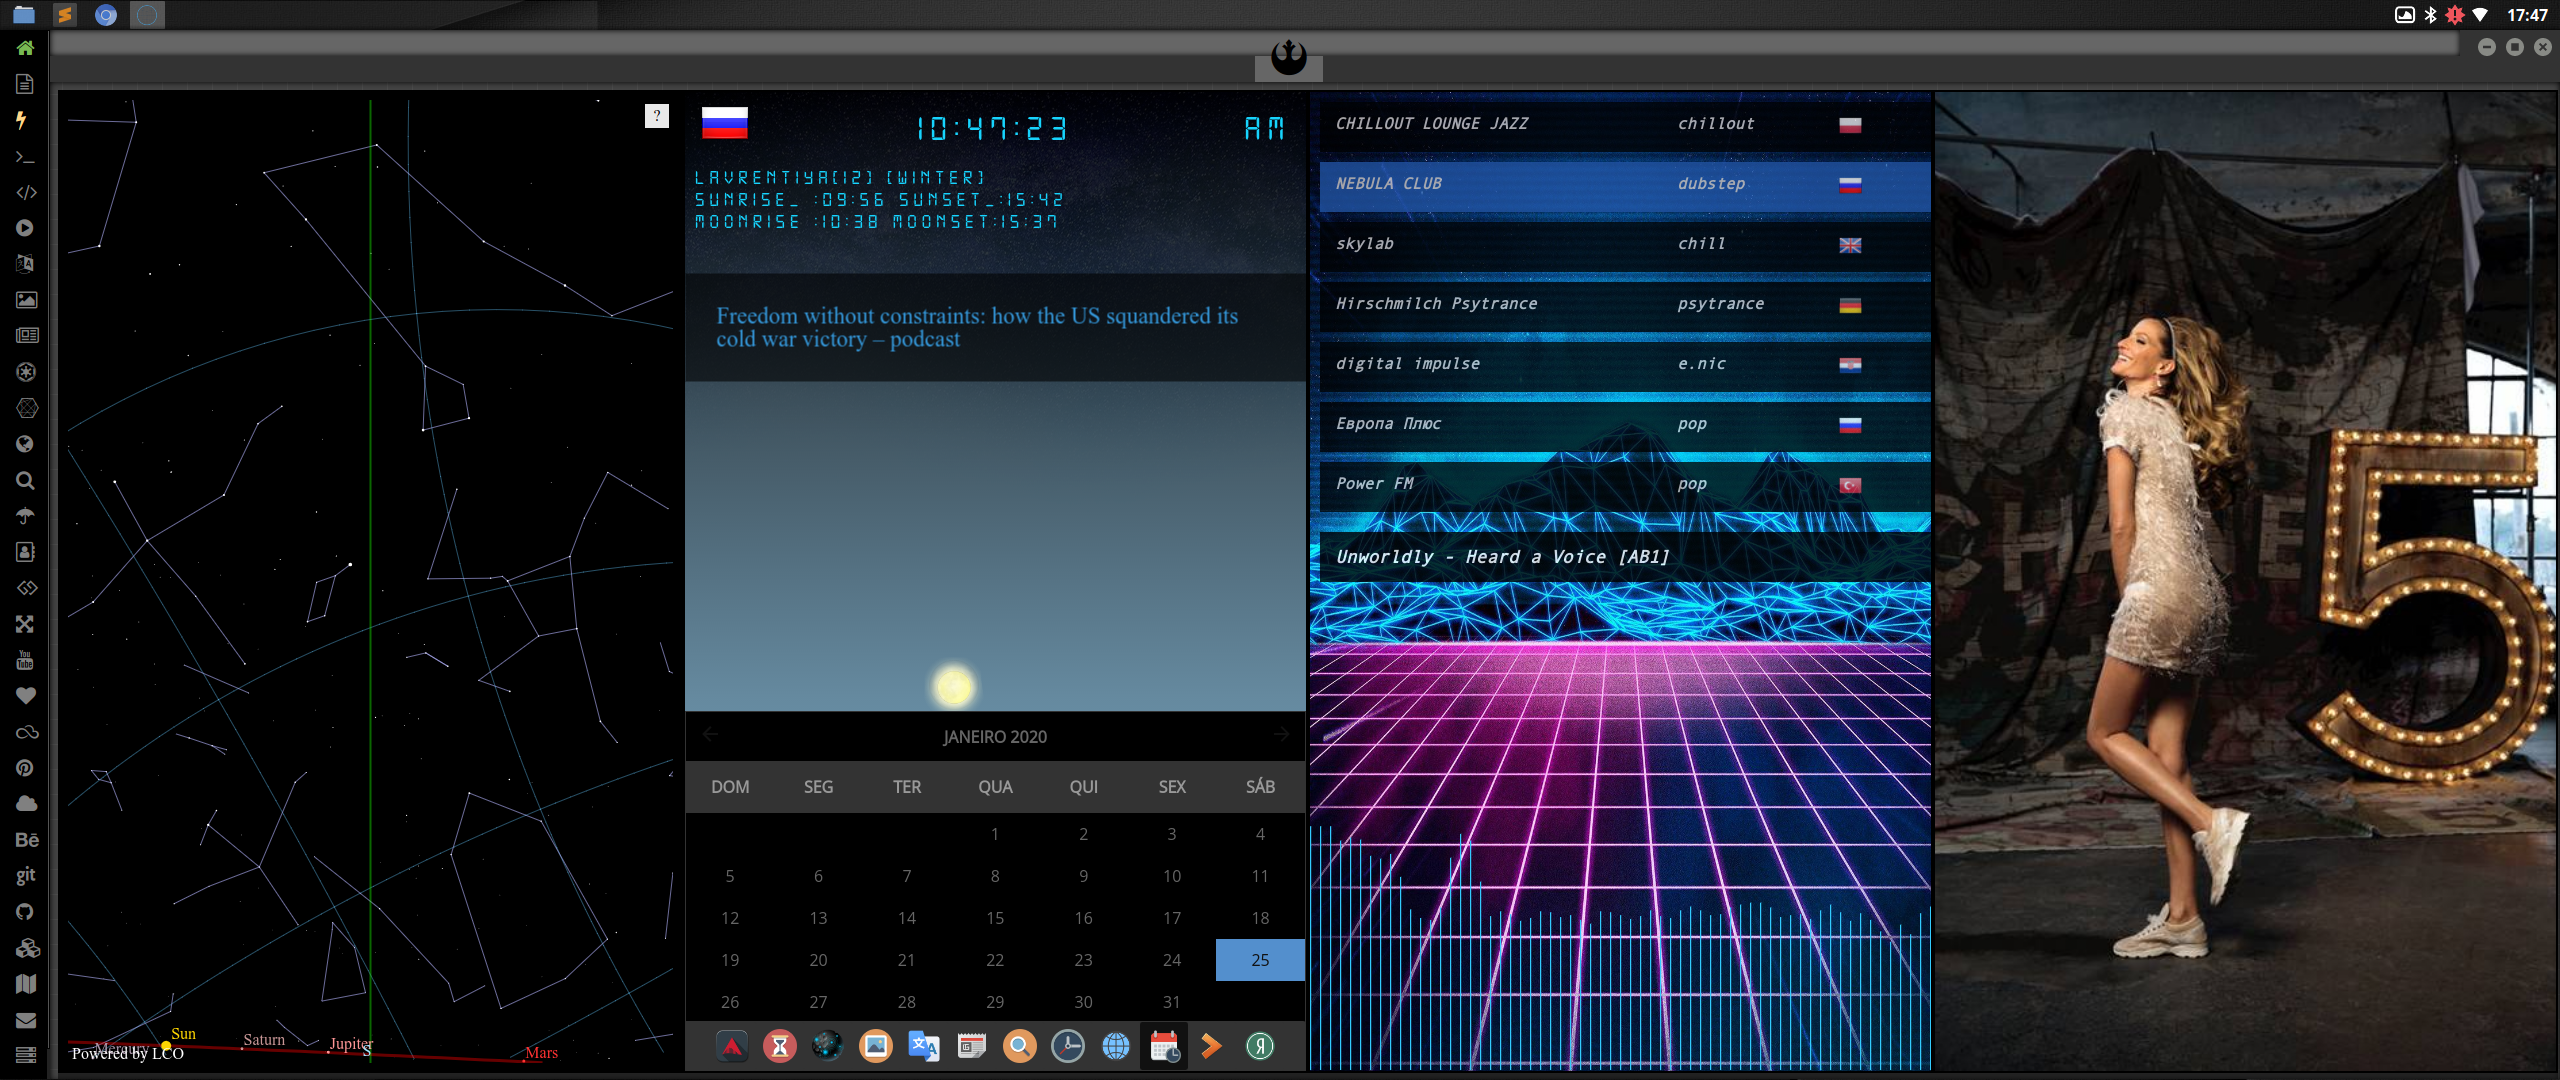 17:47
?
Sun
Saturn
Jupiter
S
Mars
Mercury
Powered by LCO
10:47:23 AM
LAVRENTIYA[12] [WINTER]
SUNRISE_ :09:56 SUNSET_:15:42
MOONRISE :10:38 MOONSET:15:37
Freedom without constraints: how the US squandered its
cold war victory – podcast
JANEIRO 2020
DOM SEG TER QUA QUI SEX SÁB
1 2 3 4
5 6 7 8 9 10 11
12 13 14 15 16 17 18
19 20 21 22 23 24 25
26 27 28 29 30 31
CHILLOUT LOUNGE JAZZ chillout
NEBULA CLUB dubstep
skylab chill
Hirschmilch Psytrance psytrance
digital impulse e.nic
Европа Плюс pop
Power FM pop
Unworldly - Heard a Voice [AB1]
5
You
Tube
Bē
git
Я